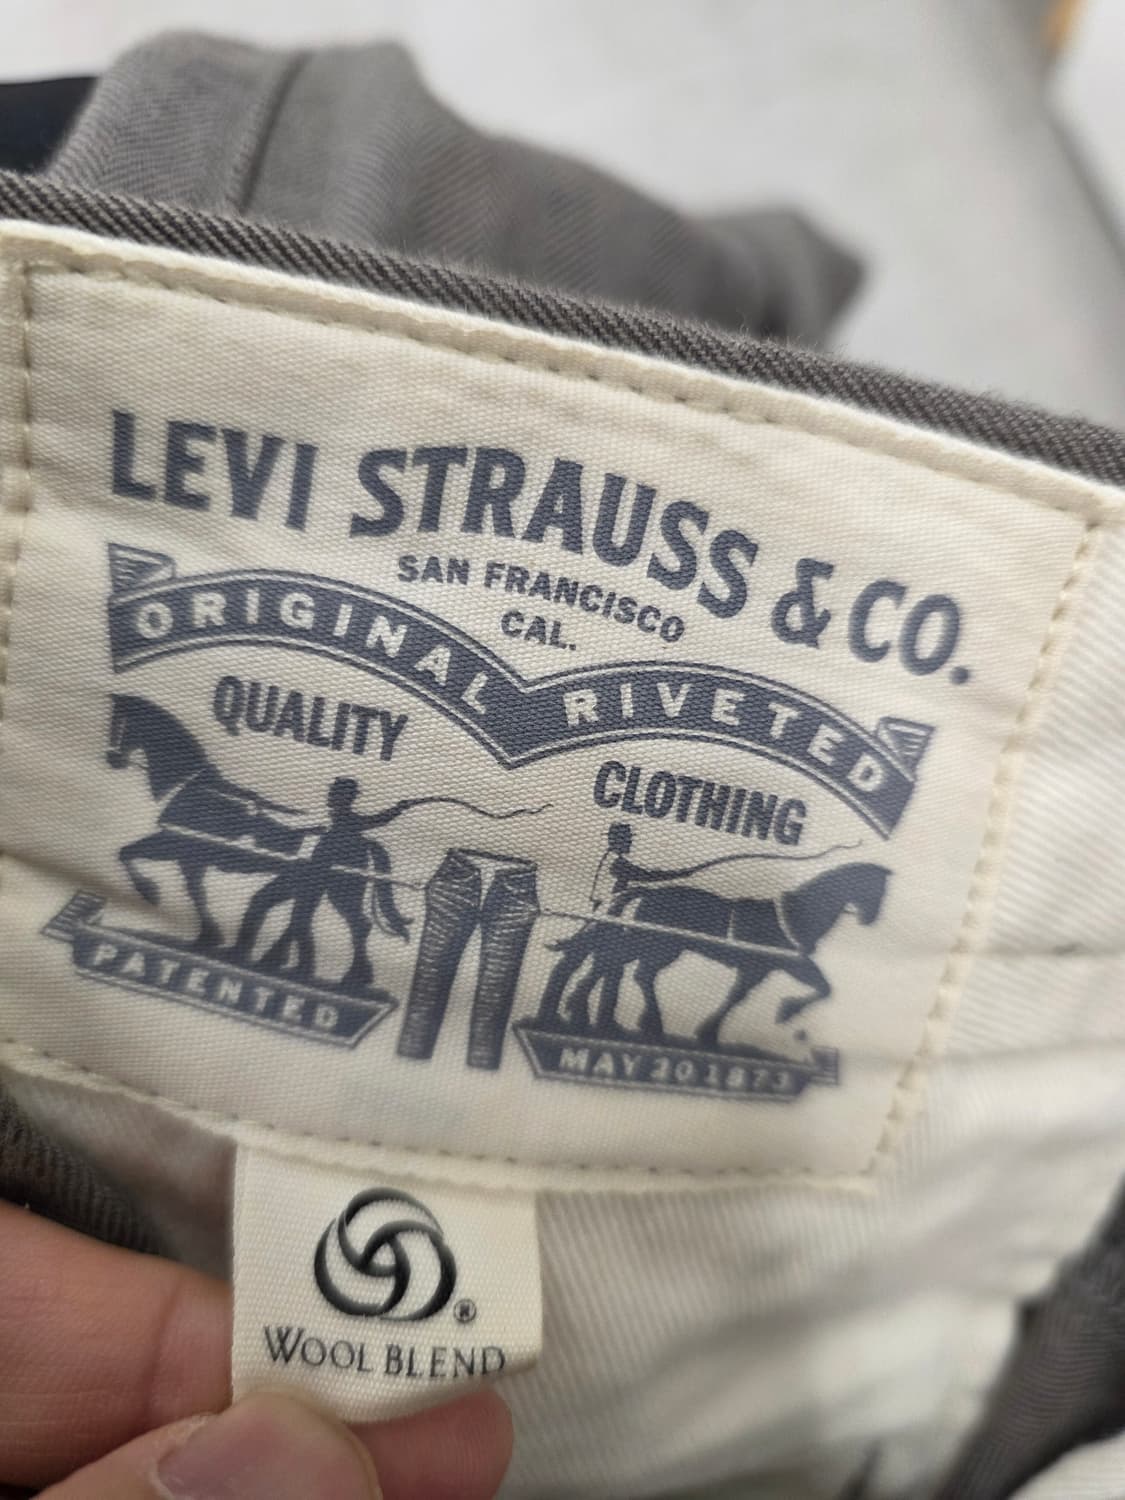 LEVI STRAUSS & CO.
SAN FRANCISCO
CAL.
ORIGINAL RIVETED
QUALITY
CLOTHING
PATENTED
MAY 20 1873
®
WOOL BLEND